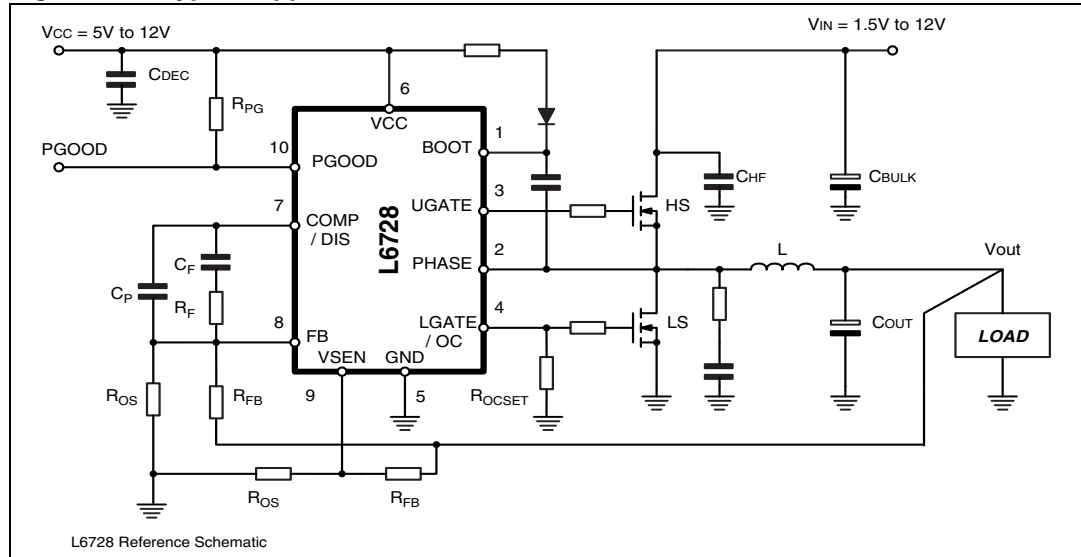 VCC = 5V to 12V
VIN = 1.5V to 12V
CDEC
RPG
6
VCC
1
BOOT
PGOOD
10
PGOOD
3
UGATE
HS
CHF
CBULK
7
COMP
/ DIS
L6728
2
PHASE
L
Vout
CF
CP
RF
4
LGATE
/ OC
LS
COUT
LOAD
8
FB
VSEN
GND
9
5
ROS
RFB
ROCSET
ROS
RFB
L6728 Reference Schematic